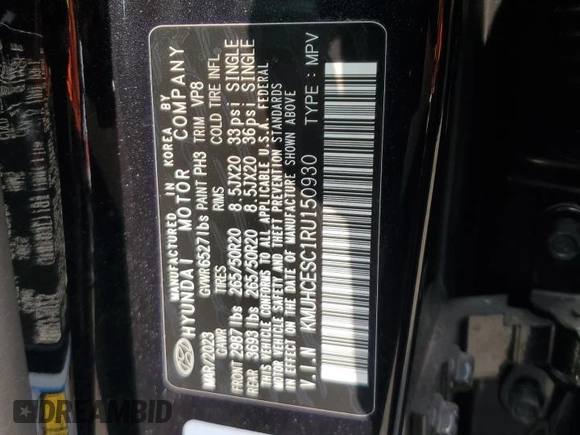 MANUFACTURED IN KOREA BY
HYUNDAI MOTOR COMPANY
MAR/2023 GVWR 6527 lbs PAINT PH3 TRIM VP8
GAWR TIRES RIMS COLD TIRE INFL.
FRONT 2987 lbs 265/50R20 8.5JX20 33psi SINGLE
REAR 3693 lbs 265/50R20 8.5JX20 36psi SINGLE
THIS VEHICLE CONFORMS TO ALL APPLICABLE U.S.A. FEDERAL
MOTOR VEHICLE SAFETY AND THEFT PREVENTION STANDARDS
IN EFFECT ON THE DATE OF MANUFACTURE SHOWN ABOVE
V.I.N KMUHCESC1RU150930 TYPE : MPV
DREAMBID